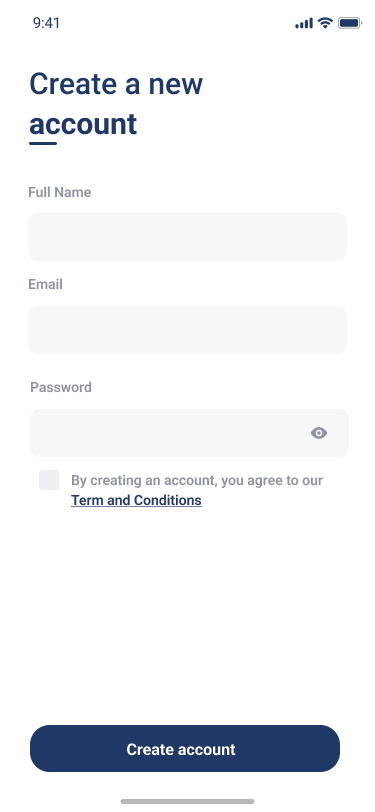 9:41
Create a new
account
Full Name
Email
Password
By creating an account, you agree to our
Term and Conditions
Create account